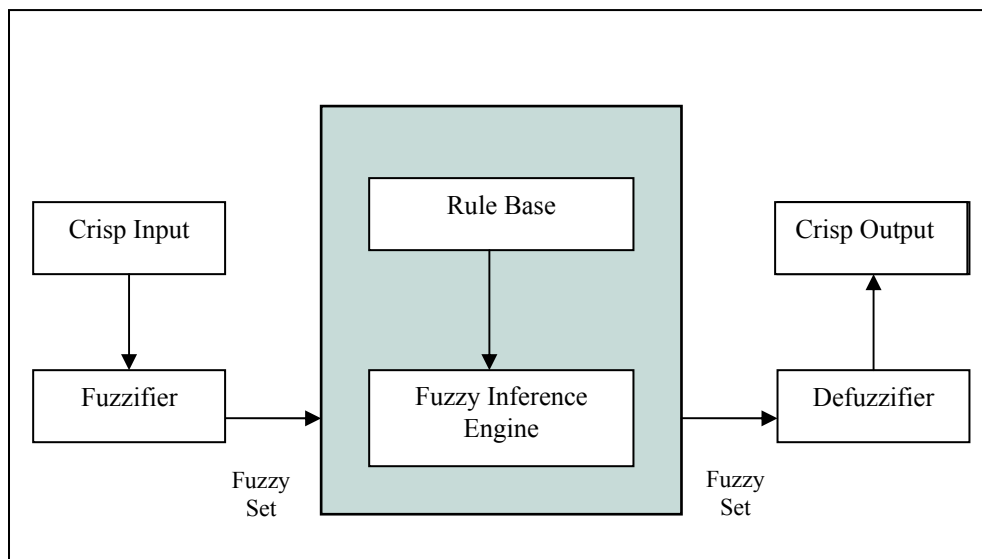 Rule Base
Crisp Input
Crisp Output
Fuzzifier
Fuzzy Inference
Engine
Defuzzifier
Fuzzy
Set
Fuzzy
Set